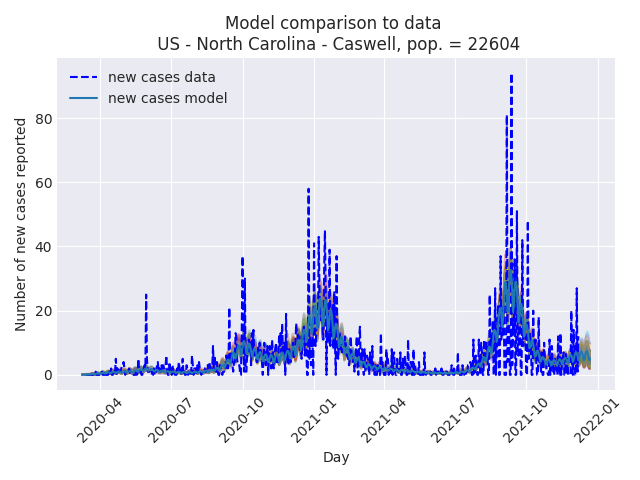 Model comparison to data
US - North Carolina - Caswell, pop. = 22604
new cases data
new cases model
Number of new cases reported
80
60
40
20
0
2020-04
2020-07
2020-10
2021-01
2021-04
2021-07
2021-10
2022-01
Day